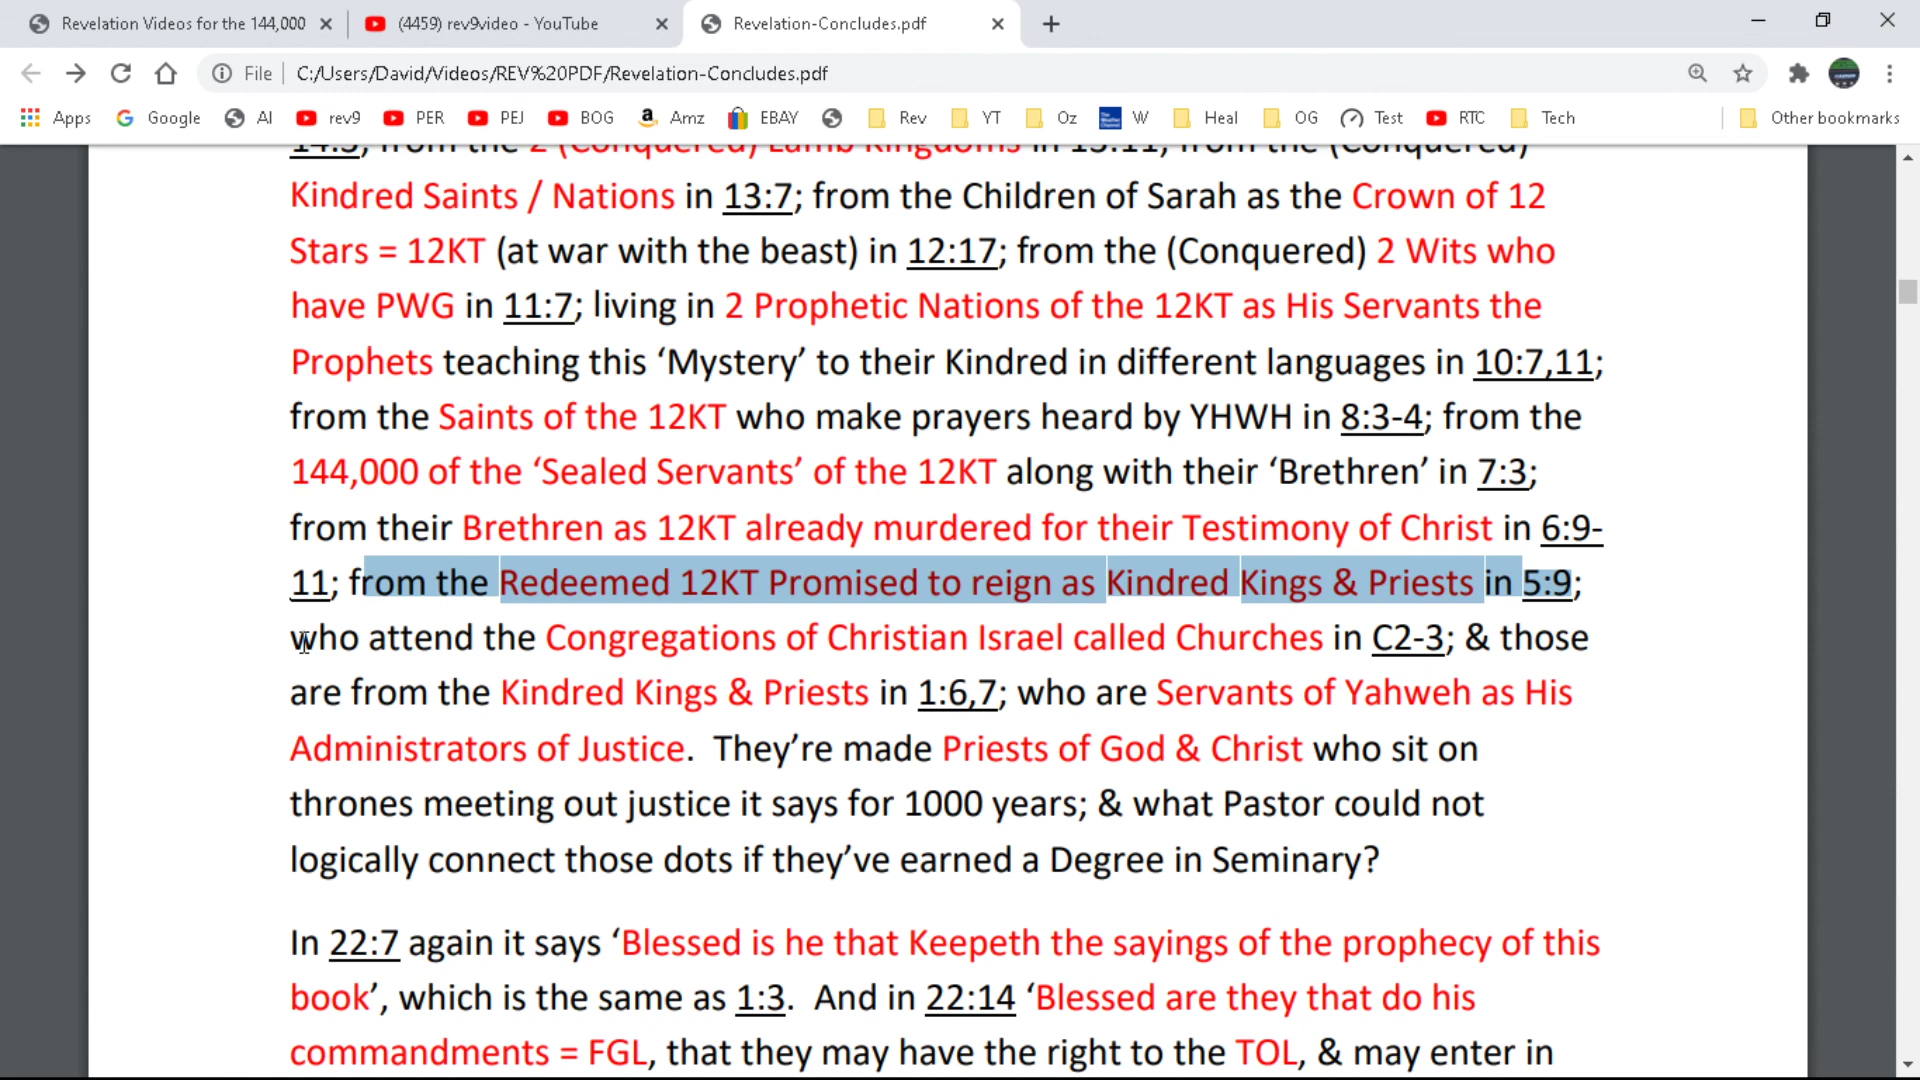 Revelation Videos for the 144,000
(4459) rev9video - YouTube
Revelation-Concludes.pdf
File
C:/Users/David/Videos/REV%20PDF/Revelation-Concludes.pdf
Apps
Google
AI
rev9
PER
PEJ
BOG
Amz
EBAY
Rev
YT
Oz
W
Heal
OG
Test
RTC
Tech
Other bookmarks
14:3; from the 2 (Conquered) Lamb Kingdoms in 13:11; from the (Conquered)
Kindred Saints / Nations in 13:7; from the Children of Sarah as the Crown of 12
Stars = 12KT (at war with the beast) in 12:17; from the (Conquered) 2 Wits who
have PWG in 11:7; living in 2 Prophetic Nations of the 12KT as His Servants the
Prophets teaching this ‘Mystery’ to their Kindred in different languages in 10:7,11;
from the Saints of the 12KT who make prayers heard by YHWH in 8:3-4; from the
144,000 of the ‘Sealed Servants’ of the 12KT along with their ‘Brethren’ in 7:3;
from their Brethren as 12KT already murdered for their Testimony of Christ in 6:9-
11; from the Redeemed 12KT Promised to reign as Kindred Kings & Priests in 5:9;
who attend the Congregations of Christian Israel called Churches in C2-3; & those
are from the Kindred Kings & Priests in 1:6,7; who are Servants of Yahweh as His
Administrators of Justice.  They’re made Priests of God & Christ who sit on
thrones meeting out justice it says for 1000 years; & what Pastor could not
logically connect those dots if they’ve earned a Degree in Seminary?
In 22:7 again it says ‘Blessed is he that Keepeth the sayings of the prophecy of this
book’, which is the same as 1:3.  And in 22:14 ‘Blessed are they that do his
commandments = FGL, that they may have the right to the TOL, & may enter in